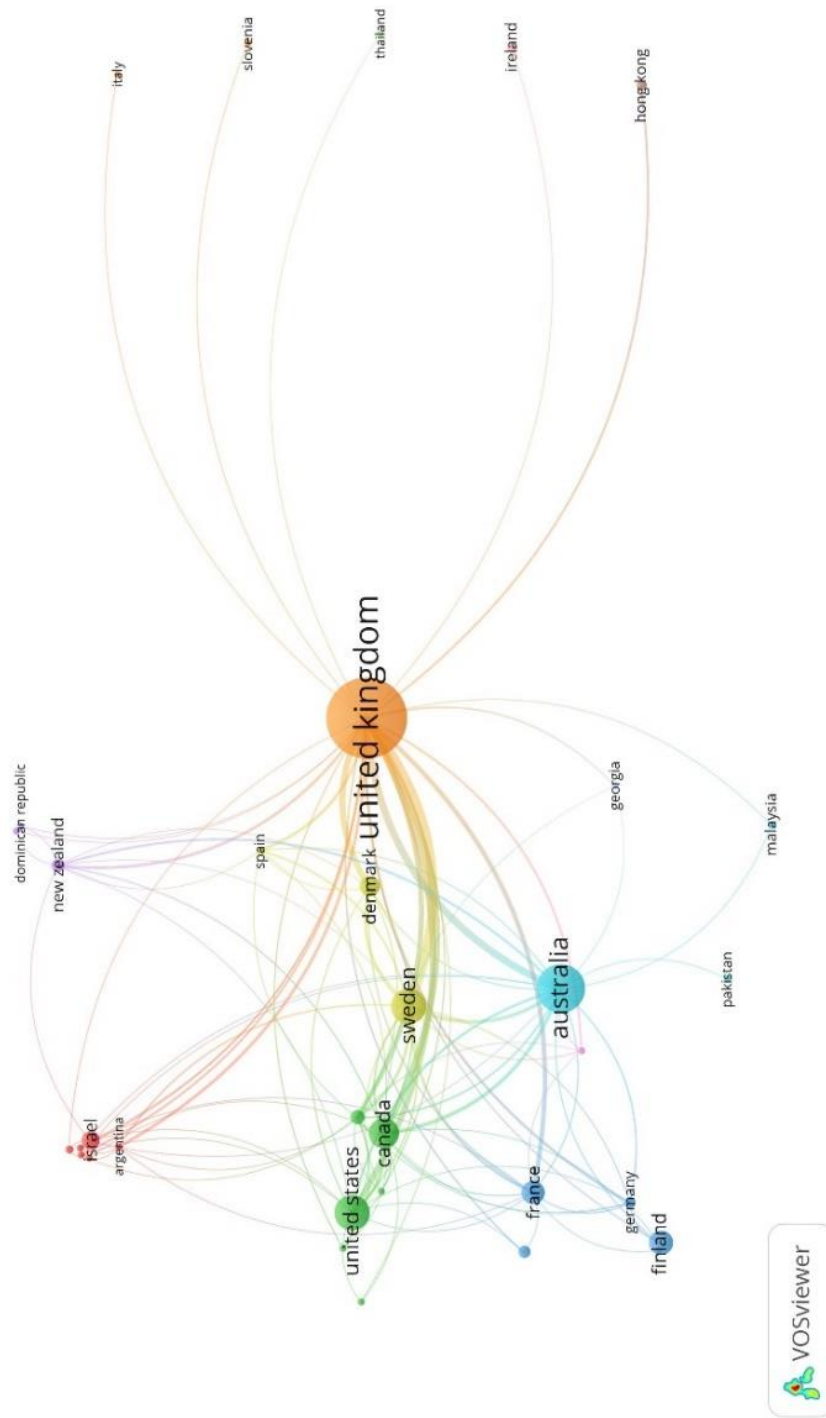 italy
slovenia
thailand
ireland
hong kong
united kingdom
dominican republic
new zealand
spain
denmark
georgia
malaysia
sweden
australia
pakistan
israel
argentina
canada
united states
france
germany
finland
VOSviewer